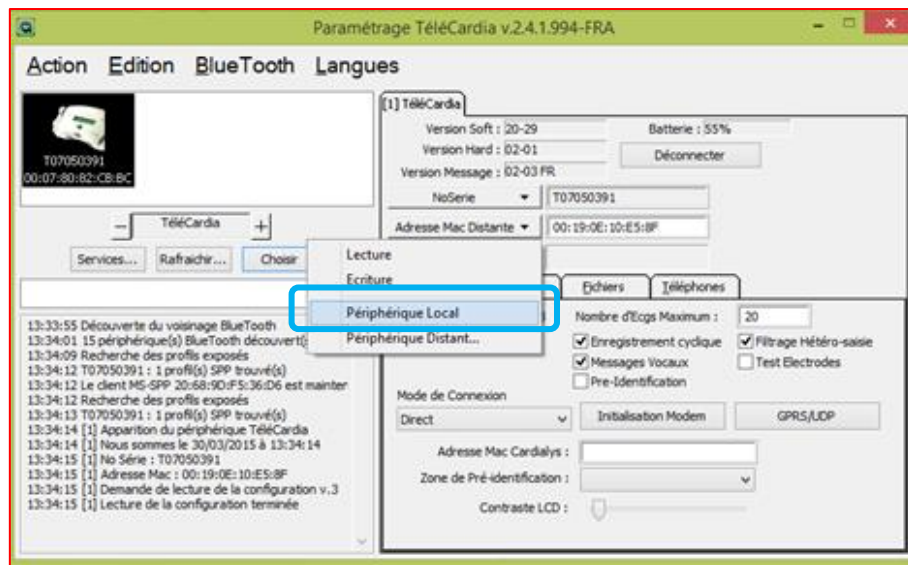 Paramétrage TéléCardia v.2.4.1.994-FRA
Action Edition BlueTooth Langues
T07050391
00:07:80:82:CB:BC
TéléCardia
Services... Rafraichir... Choisir
13:33:55 Découverte du voisinage BlueTooth
13:34:01 15 périphérique(s) BlueTooth découvert(
13:34:09 Recherche des profils exposés
13:34:12 T07050391 : 1 profil(s) SPP trouvé(s)
13:34:12 Le client MS-SPP 20:68:9D:F5:36:D6 est mainter
13:34:12 Recherche des profils exposés
13:34:13 T07050391 : 1 profil(s) SPP trouvé(s)
13:34:14 [1] Apparition du périphérique TéléCardia
13:34:14 [1] Nous sommes le 30/03/2015 à 13:34:14
13:34:15 [1] No Série : T07050391
13:34:15 [1] Adresse Mac : 00:19:0E:10:E5:8F
13:34:15 [1] Demande de lecture de la configuration v.3
13:34:15 [1] Lecture de la configuration terminée
[1] TéléCardia
Version Soft : 20-29 Batterie : 55%
Version Hard : 02-01 Déconnecter
Version Message : 02-03 FR
NoSerie T07050391
Adresse Mac Distante 00:19:0E:10:E5:8F
Lecture
Ecriture
Périphérique Local
Périphérique Distant...
Fichiers Téléphones
Nombre d'Ecgs Maximum : 20
Enregistrement cyclique Filtrage Hétéro-saisie
Messages Vocaux Test Electrodes
Pre-Identification
Mode de Connexion
Direct Initialisation Modem GPRS/UDP
Adresse Mac Cardialys :
Zone de Pré-identification :
Contraste LCD :